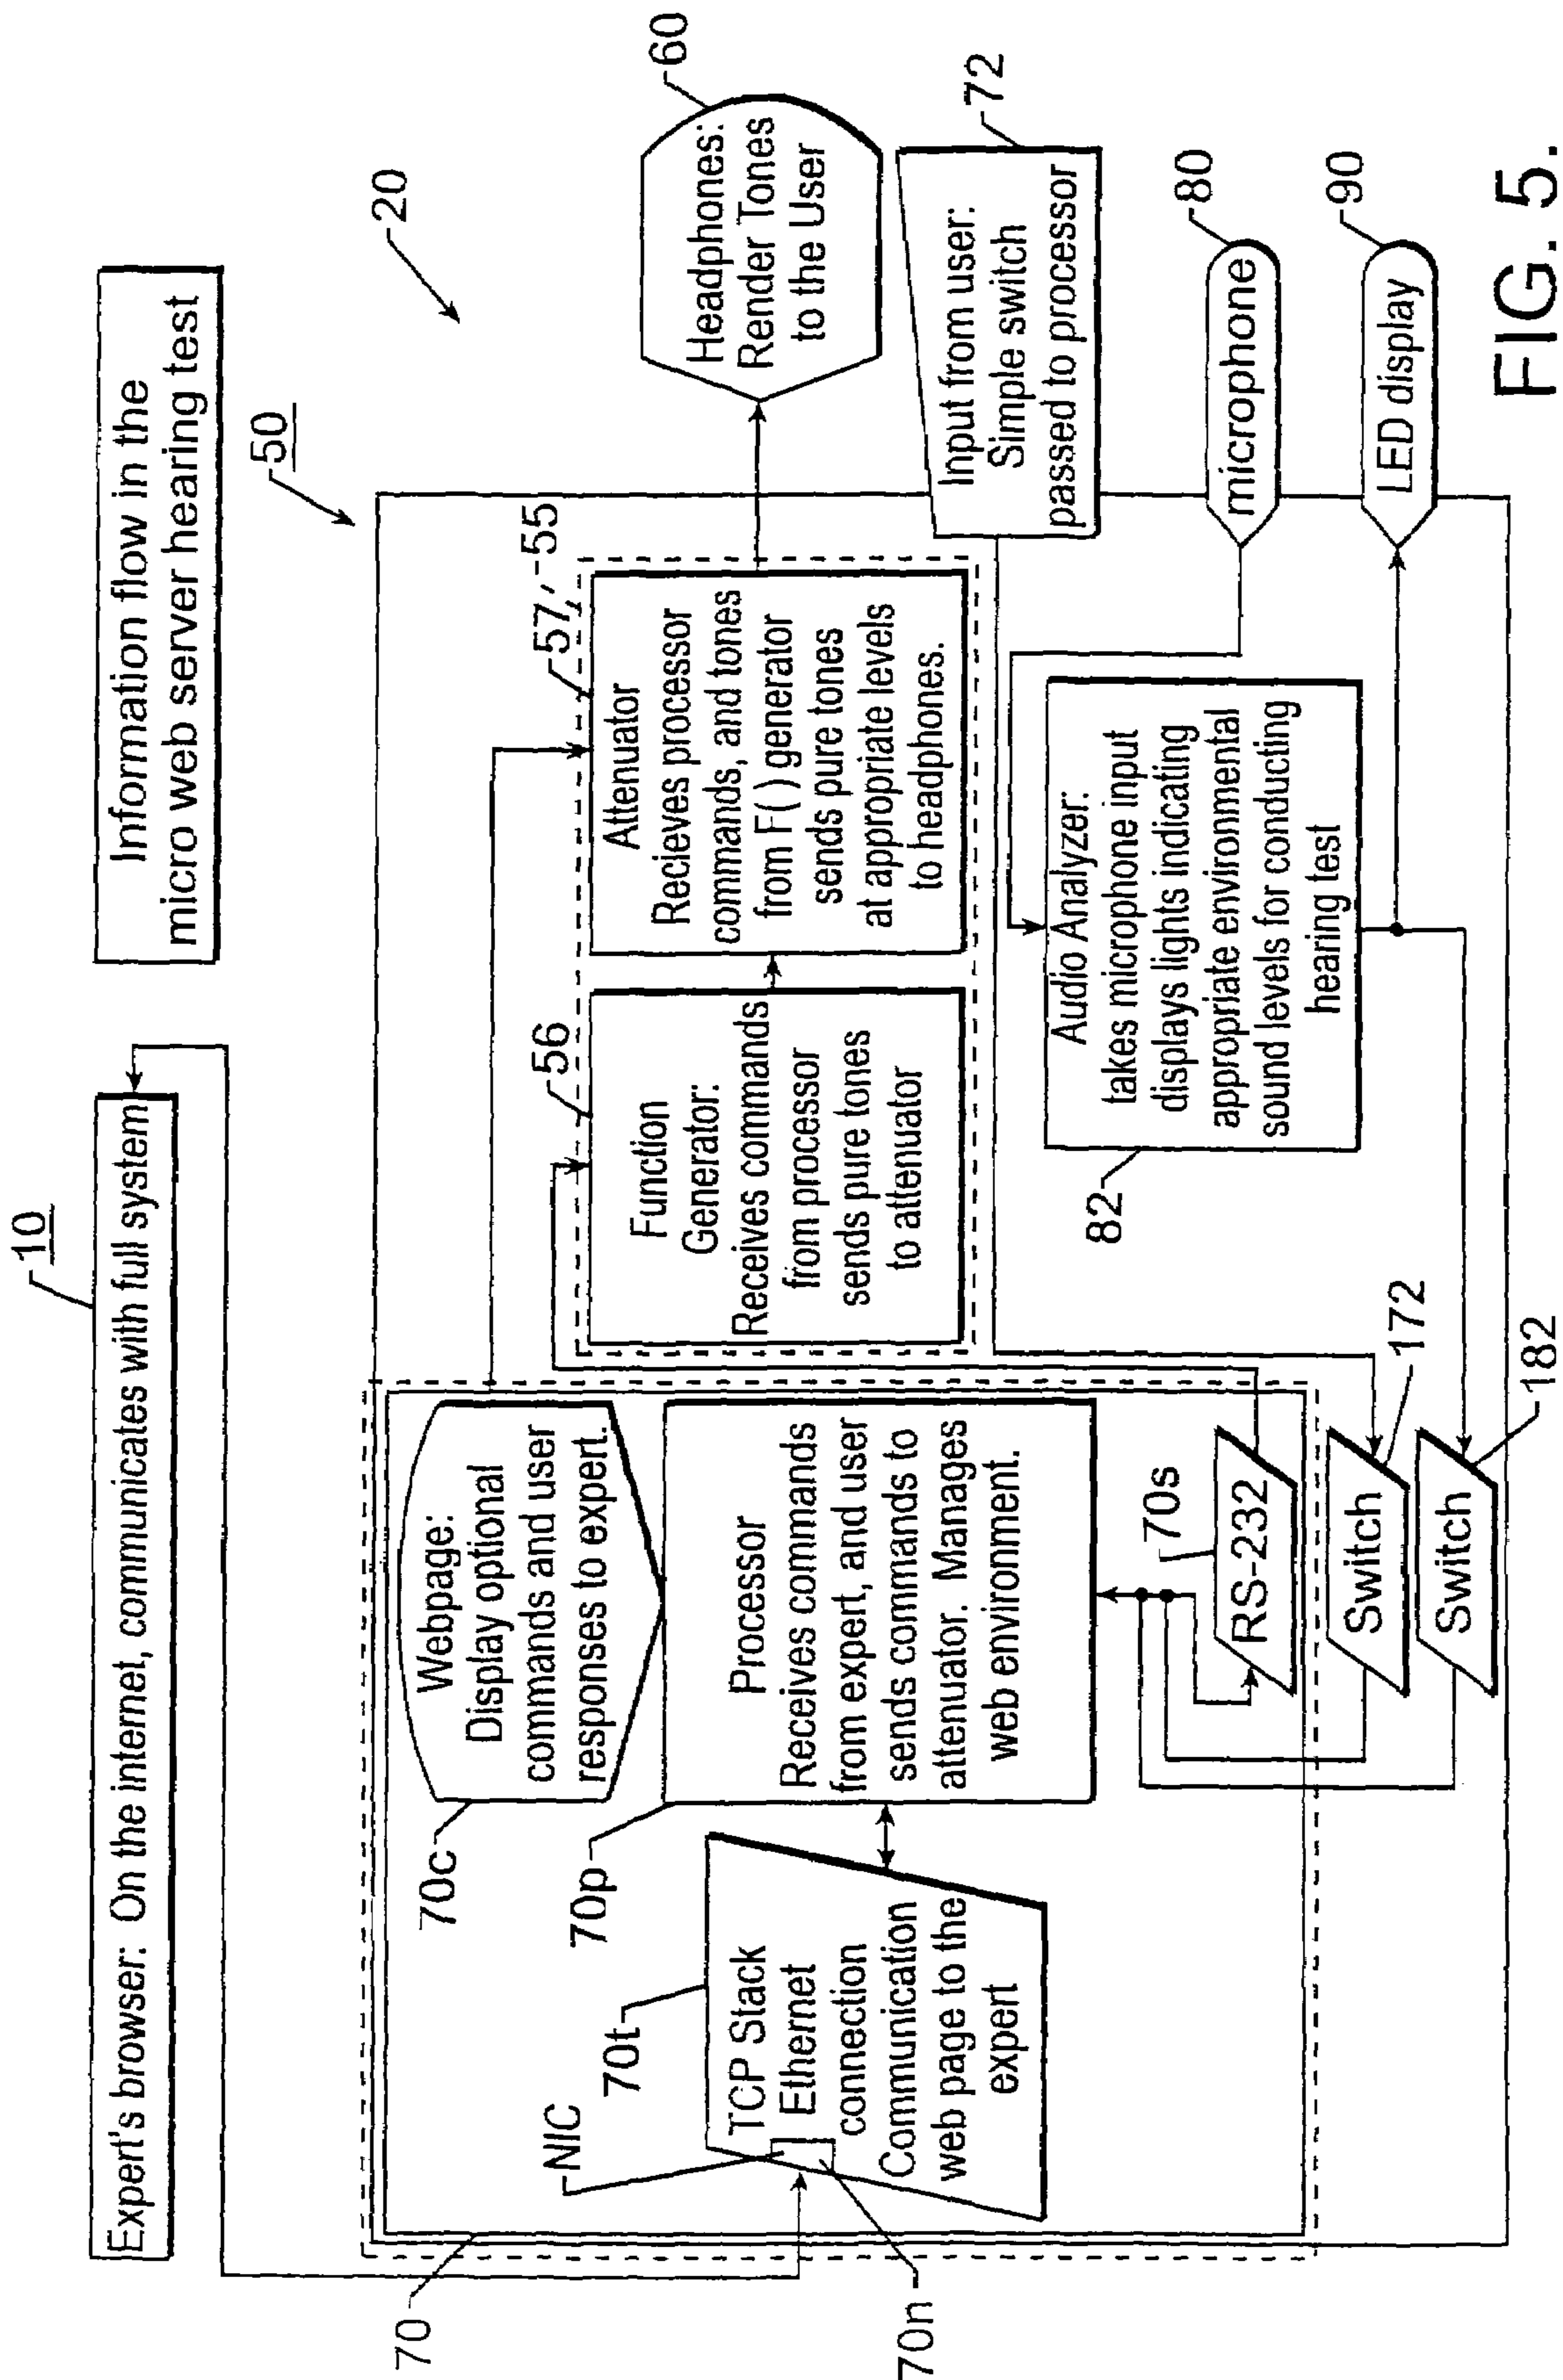 10
Expert's browser: On the internet, communicates with full system
Information flow in the
micro web server hearing test
50
20
70
70c
Webpage:
Display optional
commands and user
responses to expert.
70p
Processor
Receives commands
from expert, and user
sends commands to
attenuator. Manages
web environment.
NIC
70t
TCP Stack
Ethernet
connection
Communication
web page to the
expert
70n
70s
RS-232
Switch
172
Switch
182
56
Function
Generator:
Receives commands
from processor
sends pure tones
to attenuator
57
55
Attenuator
Recieves processor
commands, and tones
from F( ) generator
sends pure tones
at appropriate levels
to headphones.
60
Headphones:
Render Tones
to the User
72
Input from user:
Simple switch
passed to processor
82
Audio Analyzer:
takes microphone input
displays lights indicating
appropriate environmental
sound levels for conducting
hearing test
microphone
80
LED display
90
FIG. 5.